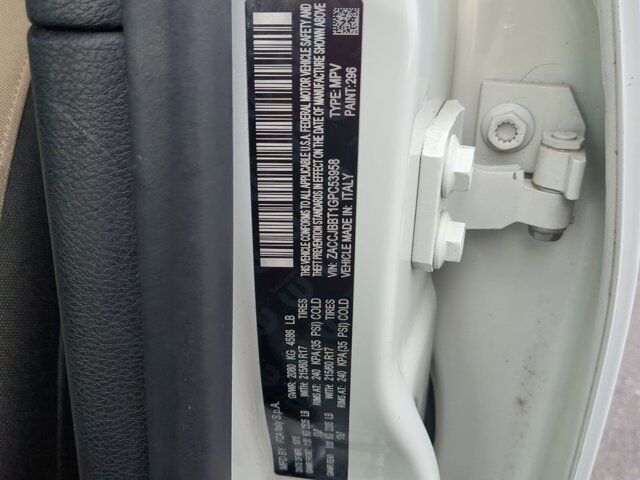 MFD BY FCA Italy S.p.A.
GVWR: 2080 KG 4586 LB
WITH: 215/60 R17 TIRES
RIMS AT: 240 KPA(35 PSI) COLD
WITH: 215/60 R17 TIRES
RIMS AT: 240 KPA(35 PSI) COLD
THIS VEHICLE CONFORMS TO ALL APPLICABLE U.S.A. FEDERAL MOTOR VEHICLE SAFETY AND
THEFT PREVENTION STANDARDS IN EFFECT ON THE DATE OF MANUFACTURE SHOWN ABOVE
VIN: ZACCJBBT1GPC53958 TYPE: MPV
VEHICLE MADE IN: ITALY PAINT: 296